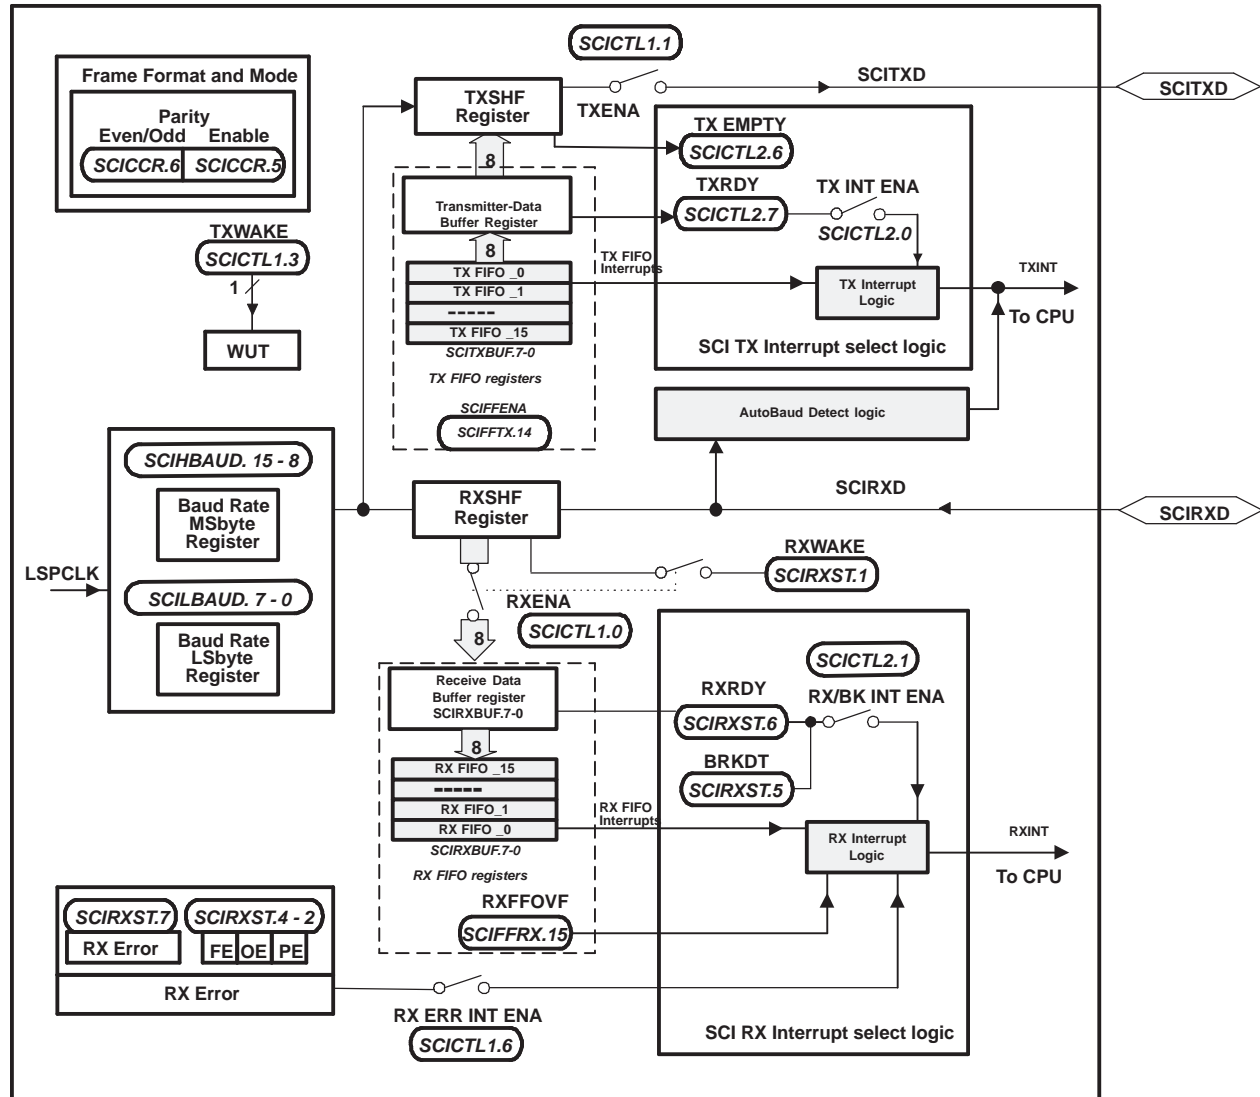 SCICTL1.1
Frame Format and Mode
Parity
Even/Odd Enable
SCICCR.6 SCICCR.5
TXSHF
Register
TXENA
SCITXD
SCITXD
TX EMPTY
SCICTL2.6
8
Transmitter-Data
Buffer Register
TXRDY
SCICTL2.7
TX INT ENA
SCICTL2.0
TXWAKE
SCICTL1.3
1
WUT
8
TX FIFO _0
TX FIFO _1
-----
TX FIFO _15
SCITXBUF.7-0
TX FIFO registers
SCIFFENA
SCIFFTX.14
TX FIFO
Interrupts
TX Interrupt
Logic
TXINT
To CPU
SCI TX Interrupt select logic
AutoBaud Detect logic
SCIHBAUD. 15 - 8
Baud Rate
MSbyte
Register
LSPCLK
SCILBAUD. 7 - 0
Baud Rate
LSbyte
Register
RXSHF
Register
SCIRXD
SCIRXD
RXWAKE
SCIRXST.1
RXENA
SCICTL1.0
8
Receive Data
Buffer register
SCIRXBUF.7-0
8
RX FIFO _15
-----
RX FIFO_1
RX FIFO _0
SCIRXBUF.7-0
RX FIFO registers
RX FIFO
Interrupts
SCICTL2.1
RXRDY
RX/BK INT ENA
SCIRXST.6
BRKDT
SCIRXST.5
RX Interrupt
Logic
RXINT
To CPU
RXFFOVF
SCIFFRX.15
SCIRXST.7
SCIRXST.4 - 2
RX Error
FE OE PE
RX Error
RX ERR INT ENA
SCICTL1.6
SCI RX Interrupt select logic